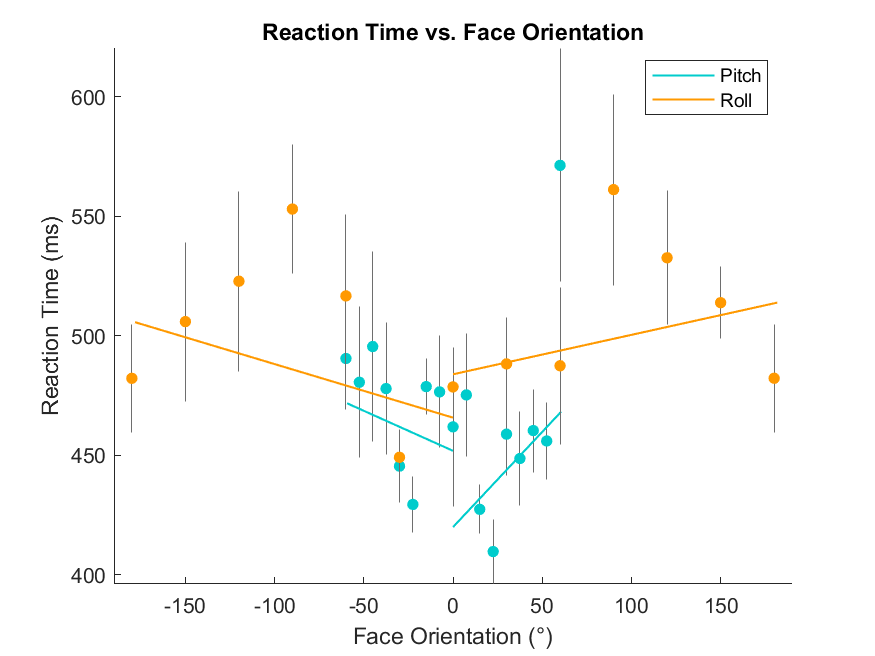 Reaction Time vs. Face Orientation
Pitch
Roll
Reaction Time (ms)
600
550
500
450
400
-150 -100 -50 0 50 100 150
Face Orientation (°)